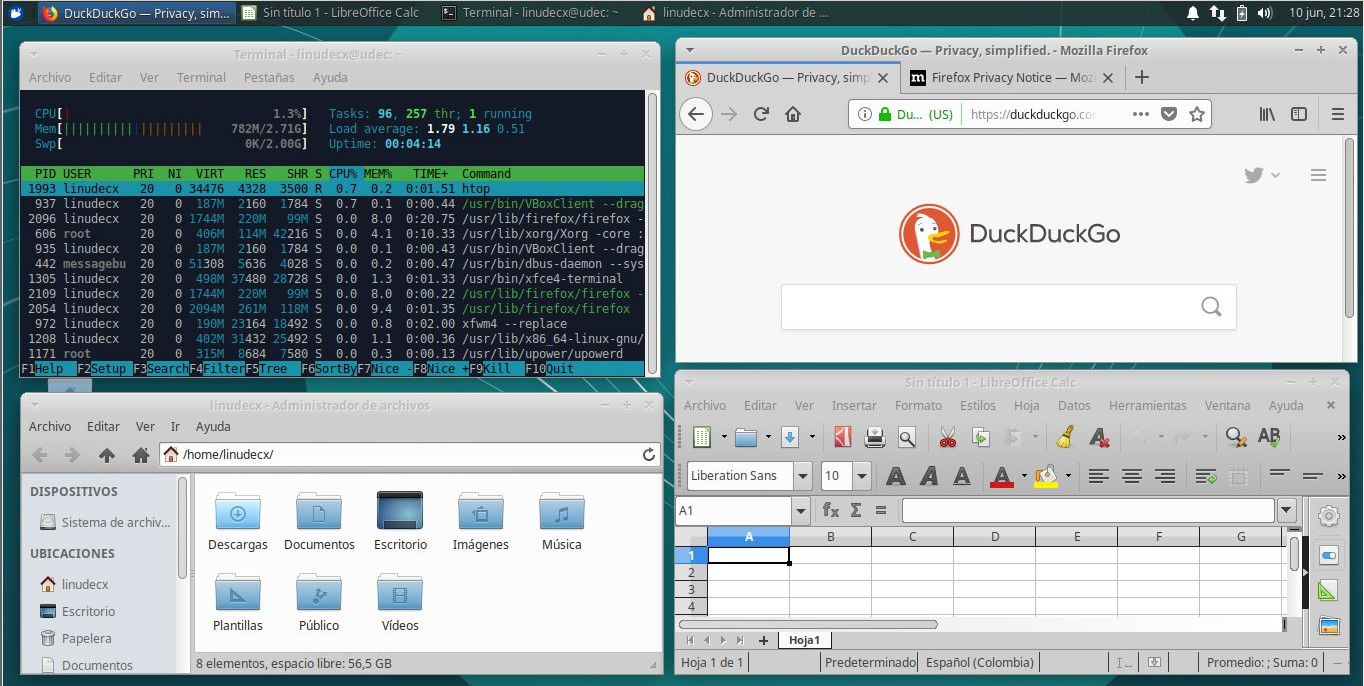 DuckDuckGo — Privacy, sim...
Sin título 1 - LibreOffice Calc
Terminal - linudecx@udec: ~
linudecx - Administrador de ...
10 jun, 21:28
Terminal - linudecx@udec: ~
Archivo Editar Ver Terminal Pestañas Ayuda
CPU[| 1.3%] Tasks: 96, 257 thr; 1 running
Mem[||||||||||||||||||| 782M/2.71G] Load average: 1.79 1.16 0.51
Swp[ 0K/2.00G] Uptime: 00:04:14
PID USER PRI NI VIRT RES SHR S CPU% MEM% TIME+ Command
1993 linudecx 20 0 34476 4328 3500 R 0.7 0.2 0:01.51 htop
937 linudecx 20 0 187M 2160 1784 S 0.7 0.1 0:00.44 /usr/bin/VBoxClient --drag
2096 linudecx 20 0 1744M 220M 99M S 0.0 8.0 0:20.75 /usr/lib/firefox/firefox -
606 root 20 0 406M 114M 42216 S 0.0 4.1 0:10.33 /usr/lib/xorg/Xorg -core :
935 linudecx 20 0 187M 2160 1784 S 0.0 0.1 0:00.43 /usr/bin/VBoxClient --drag
442 messagebu 20 0 51308 5636 4028 S 0.0 0.2 0:00.47 /usr/bin/dbus-daemon --sys
1305 linudecx 20 0 498M 37480 28728 S 0.0 1.3 0:01.33 /usr/bin/xfce4-terminal
2109 linudecx 20 0 1744M 220M 99M S 0.0 8.0 0:00.22 /usr/lib/firefox/firefox -
2054 linudecx 20 0 2094M 261M 118M S 0.0 9.4 0:01.35 /usr/lib/firefox/firefox
972 linudecx 20 0 190M 23164 18492 S 0.0 0.8 0:02.00 xfwm4 --replace
1208 linudecx 20 0 402M 31432 25492 S 0.0 1.1 0:00.36 /usr/lib/x86_64-linux-gnu/
1171 root 20 0 315M 8684 7580 S 0.0 0.3 0:00.13 /usr/lib/upower/upowerd
F1Help F2Setup F3SearchF4FilterF5Tree F6SortByF7Nice -F8Nice +F9Kill F10Quit
DuckDuckGo — Privacy, simplified. - Mozilla Firefox
DuckDuckGo — Privacy, simp
Firefox Privacy Notice — Moz
Du... (US) https://duckduckgo.co
DuckDuckGo
linudecx - Administrador de archivos
Archivo Editar Ver Ir Ayuda
/home/linudecx/
DISPOSITIVOS
Sistema de archiv...
UBICACIONES
linudecx
Escritorio
Papelera
Documentos
Descargas Documentos Escritorio Imágenes Música
Plantillas Público Vídeos
8 elementos, espacio libre: 56,5 GB
Sin título 1 - LibreOffice Calc
Archivo Editar Ver Insertar Formato Estilos Hoja Datos Herramientas Ventana Ayuda
Liberation Sans 10
A1
A B C D E F G
1
2
3
4
Hoja1
Hoja 1 de 1 Predeterminado Español (Colombia) Promedio: ; Suma: 0